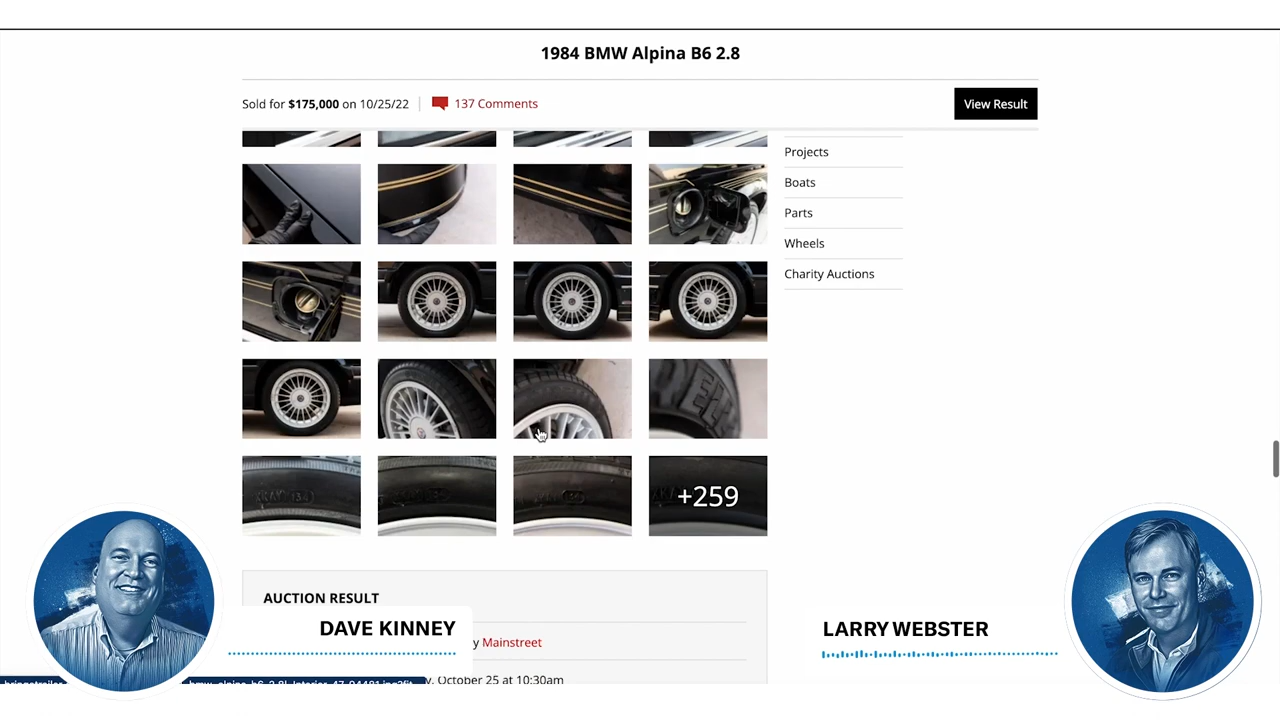 1984 BMW Alpina B6 2.8
Sold for $175,000 on 10/25/22
137 Comments
View Result
Projects
Boats
Parts
Wheels
Charity Auctions
+259
AUCTION RESULT
y Mainstreet
y, October 25 at 10:30am
DAVE KINNEY
LARRY WEBSTER